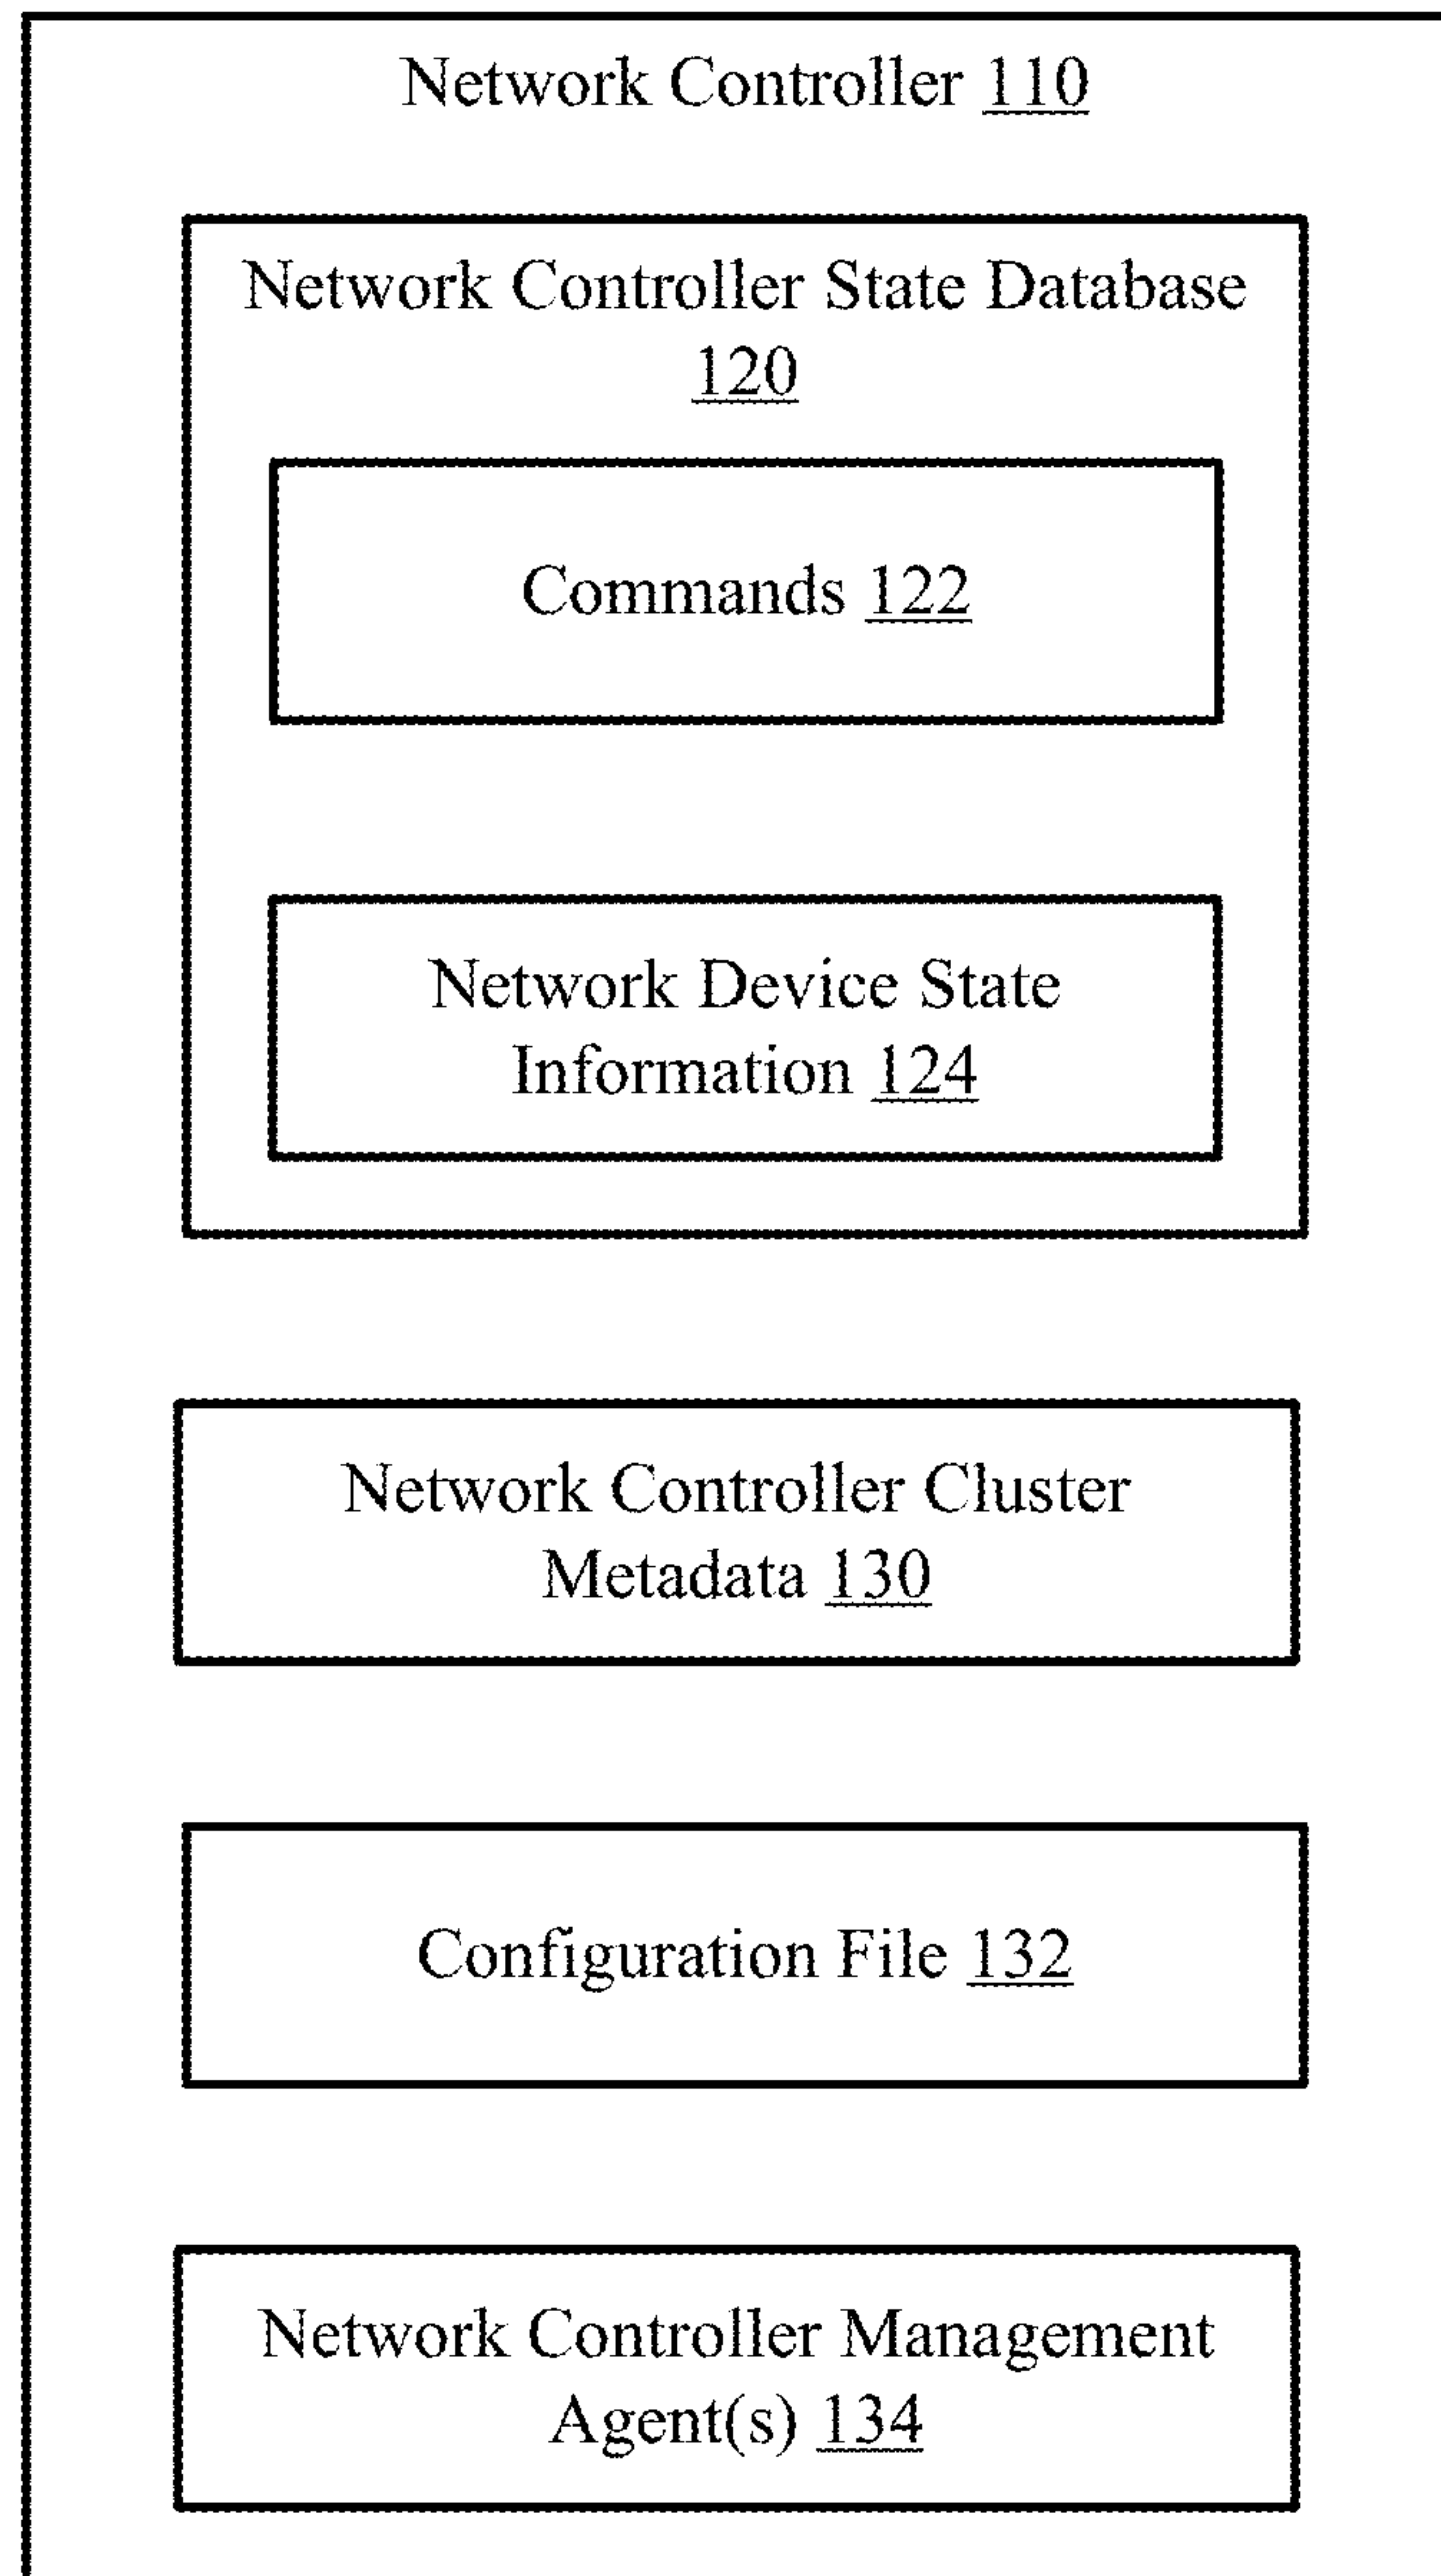 Network Controller 110
Network Controller State Database
120
Commands 122
Network Device State
Information 124
Network Controller Cluster
Metadata 130
Configuration File 132
Network Controller Management
Agent(s) 134